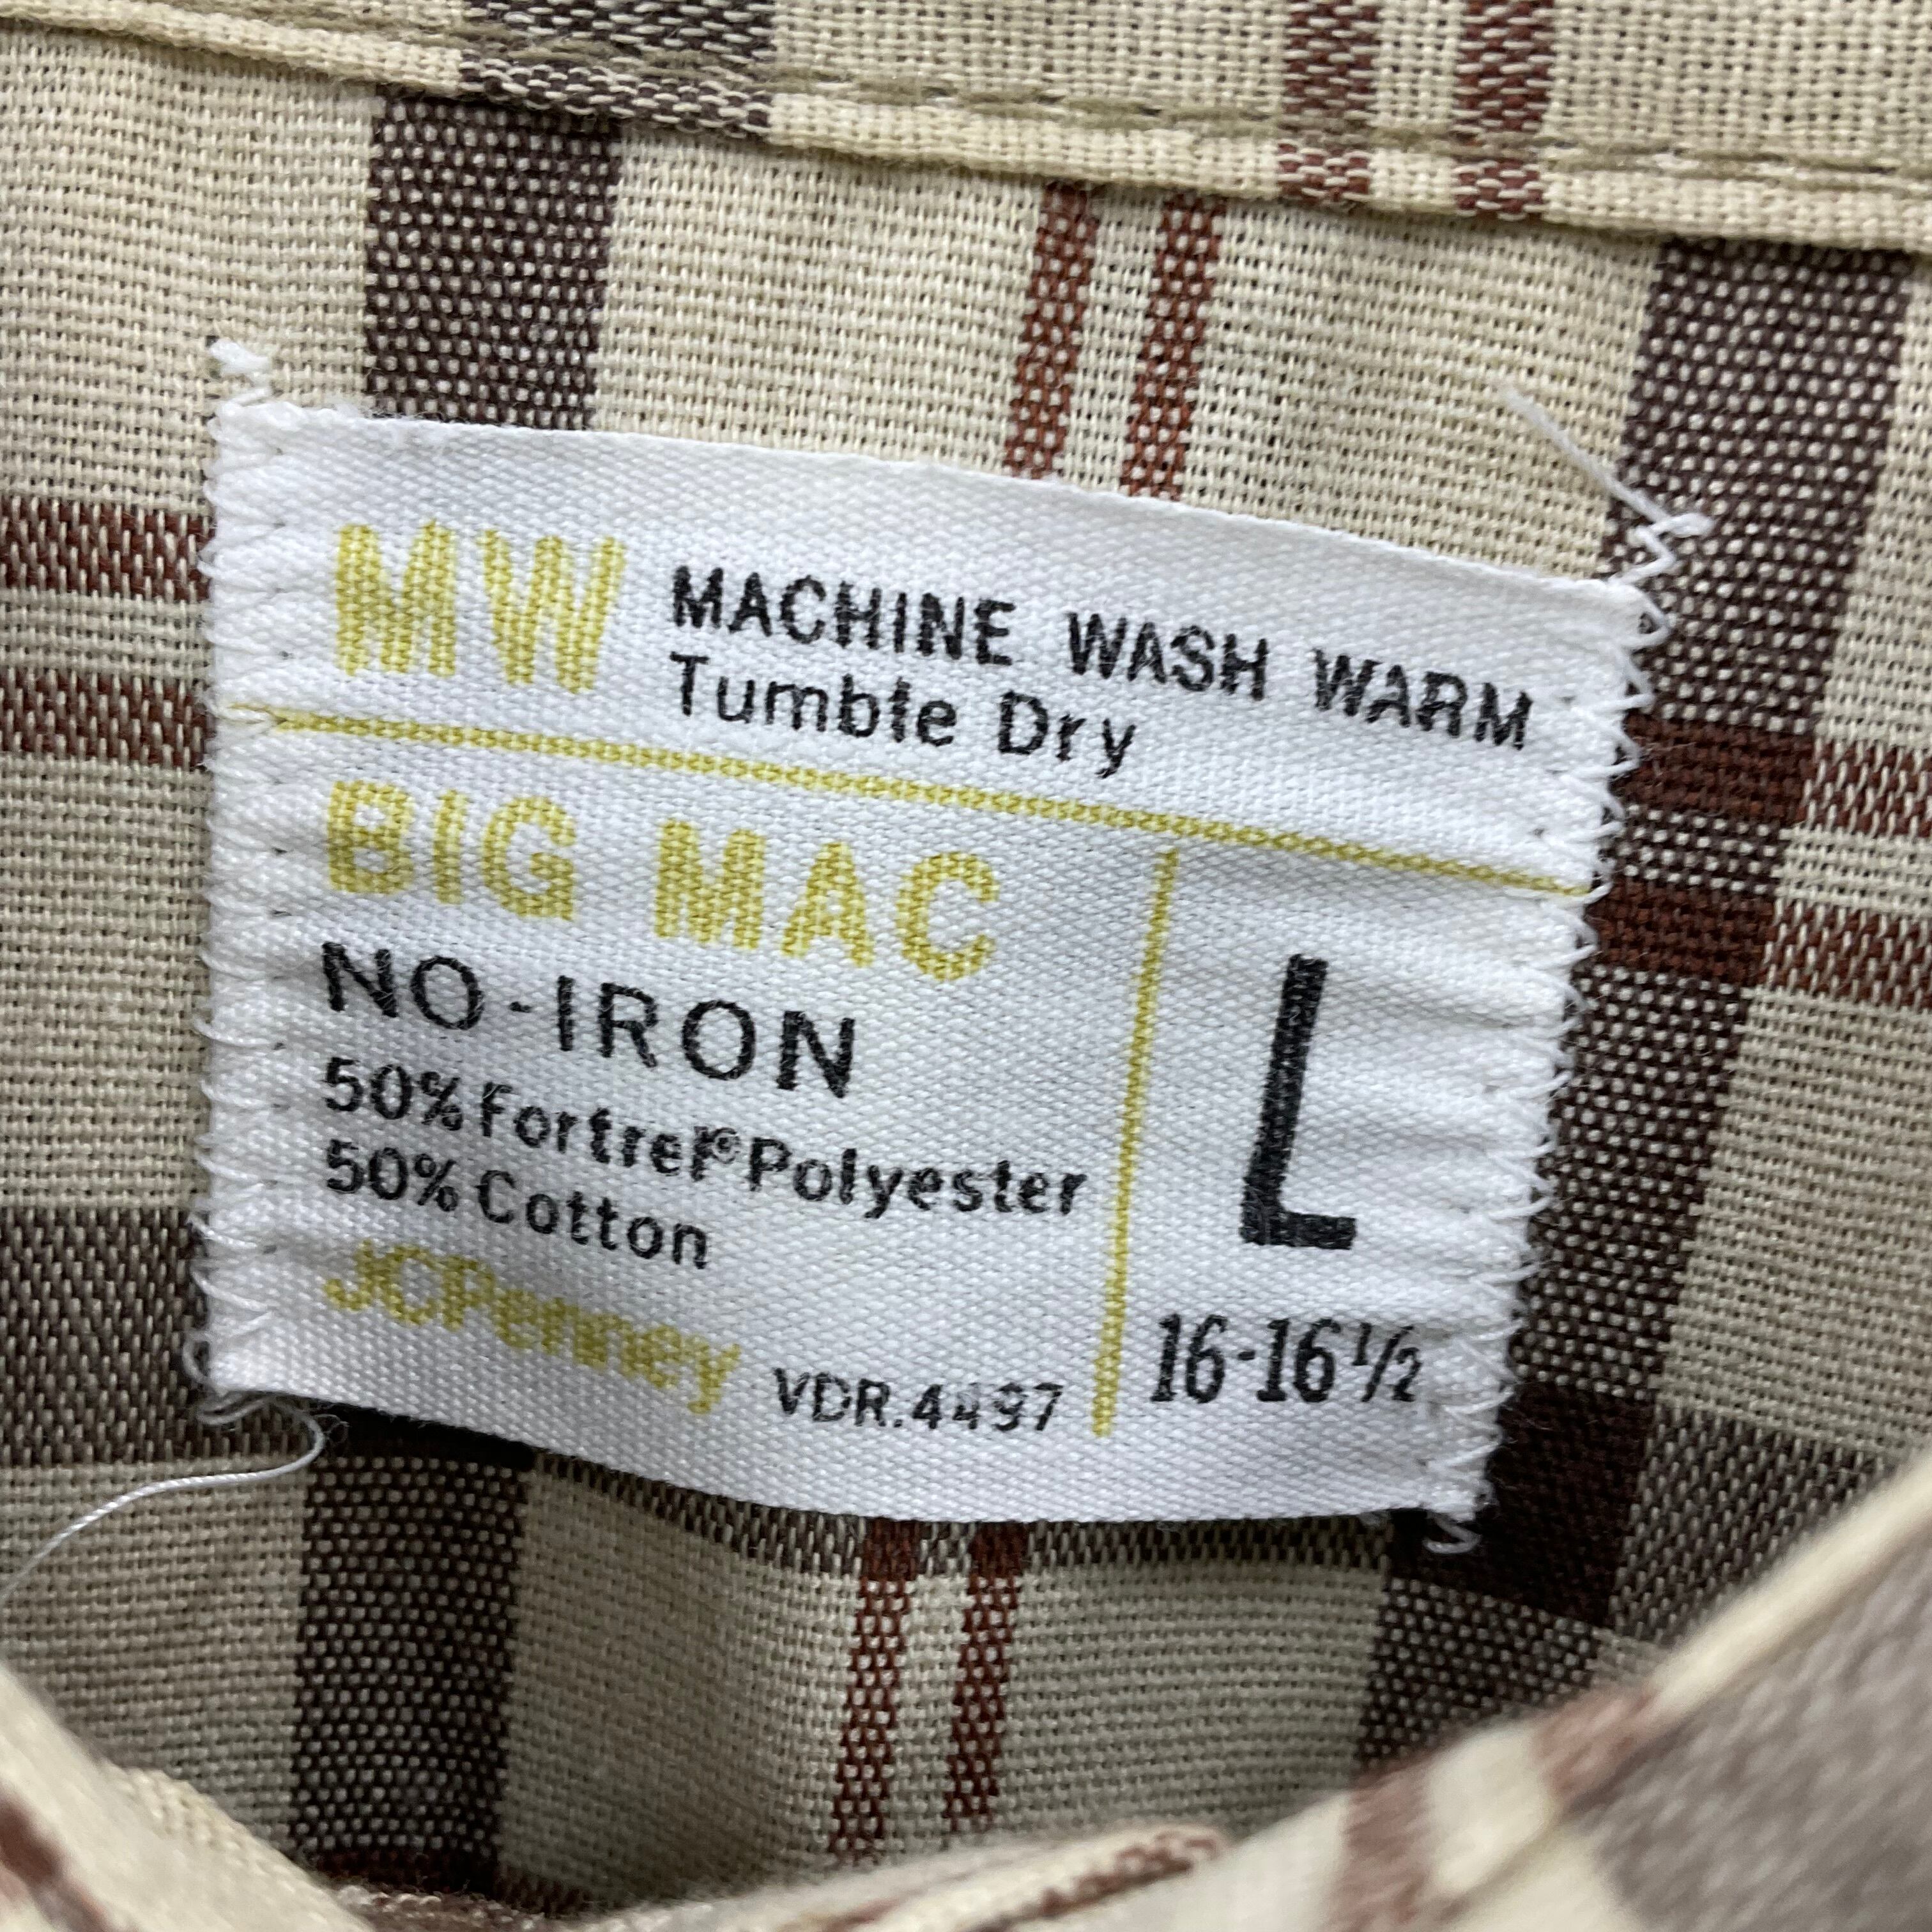 MW MACHINE WASH WARM
Tumble Dry
BIG MAC
NO-IRON
50% Fortrel® Polyester
50% Cotton
JCPenney VDR.4497
L
16-16½